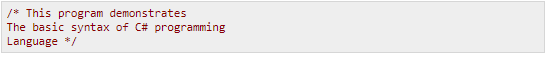 /* This program demonstrates
The basic syntax of C# programming
Language */